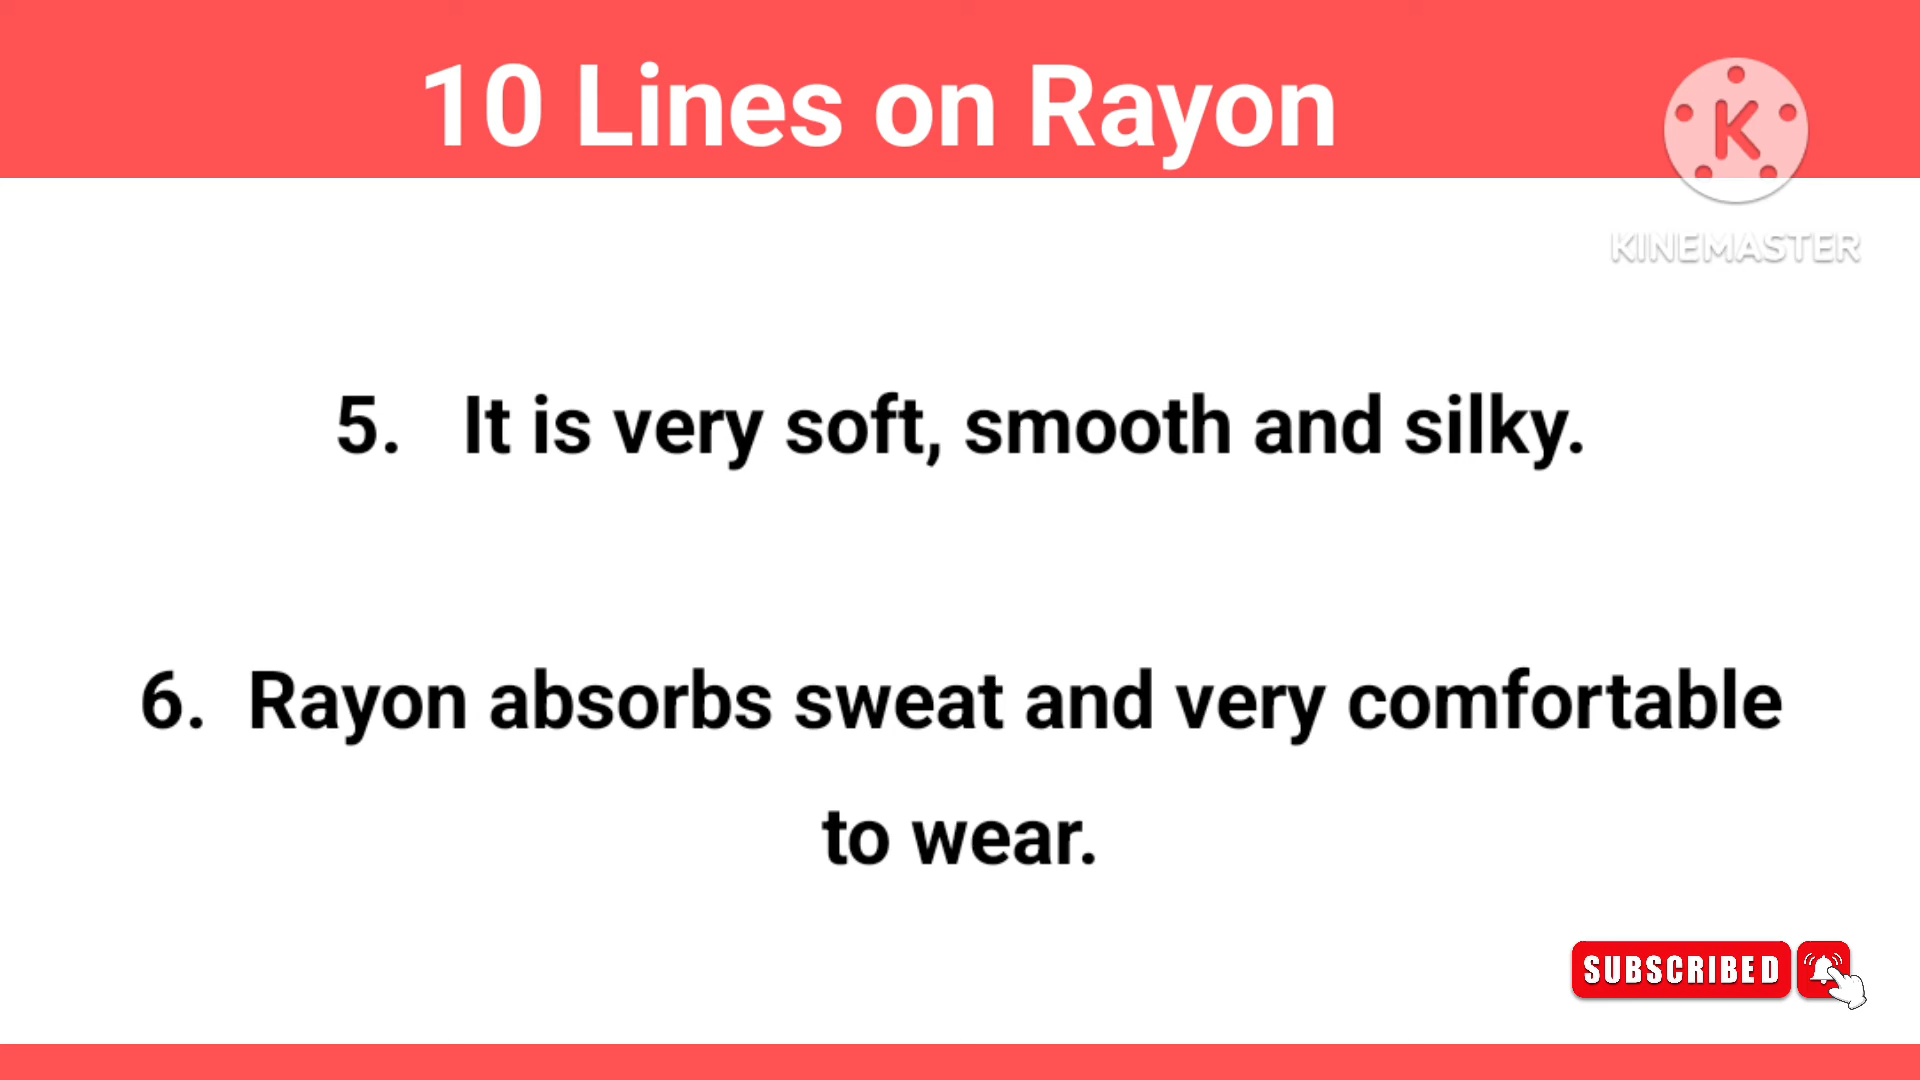 10 Lines on Rayon
K
KINEMASTER
5. It is very soft, smooth and silky.
6. Rayon absorbs sweat and very comfortable
to wear.
SUBSCRIBED